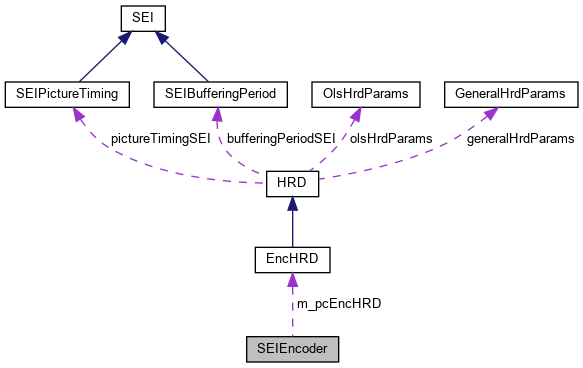 SEI
SEIPictureTiming
SEIBufferingPeriod
OlsHrdParams
GeneralHrdParams
pictureTimingSEI
bufferingPeriodSEI
olsHrdParams
generalHrdParams
HRD
EncHRD
m_pcEncHRD
SEIEncoder